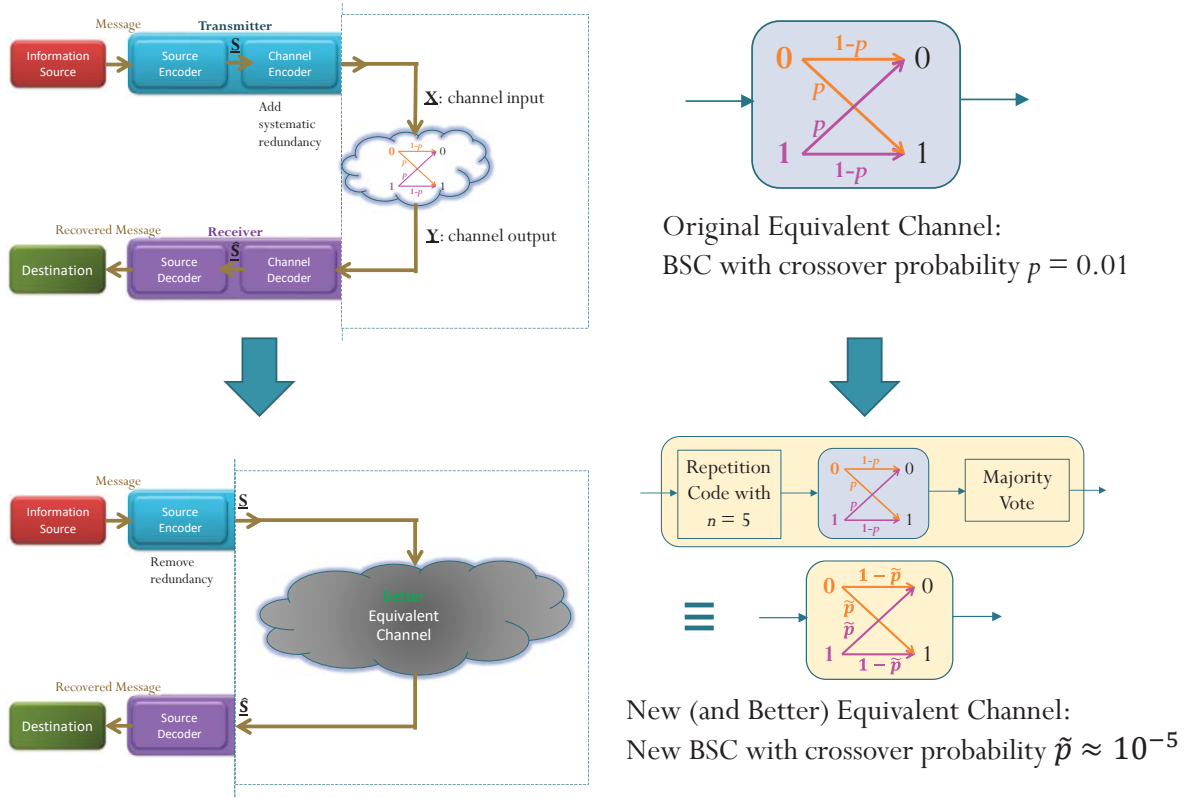 Message
Transmitter
Information
Source
Source
Encoder
S
Channel
Encoder
Add
systematic
redundancy
X: channel input
0
1-p
0
p
p
1
1-p
1
Y: channel output
Recovered Message
Receiver
Destination
Source
Decoder
Ŝ
Channel
Decoder
0
1-p
0
p
p
1
1-p
1
Original Equivalent Channel:
BSC with crossover probability p = 0.01
Message
Information
Source
Source
Encoder
S
Remove
redundancy
Better
Equivalent
Channel
Recovered Message
Destination
Source
Decoder
Ŝ
Repetition
Code with
n = 5
0
1-p
0
p
p
1
1-p
1
Majority
Vote
≡
0
1 − p̃
0
p̃
p̃
1
1 − p̃
1
New (and Better) Equivalent Channel:
New BSC with crossover probability p̃ ≈ 10⁻⁵